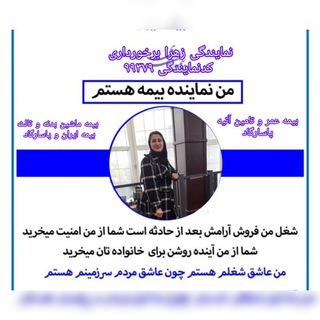 نمایندگی زهرا برخورداری
کدنمایندگی ۹۹۳۷۹
من نماینده بیمه هستم
بیمه عمر و تامین آتیه
پاسارگاد
بیمه ماشین بدنه و ثالث
بیمه ایران و پاسارگاد
شغل من فروش آرامش بعد از حادثه است شما از من امنیت میخرید
شما از من آینده روشن برای خانواده تان میخرید
من عاشق شغلم هستم چون عاشق مردم سرزمینم هستم